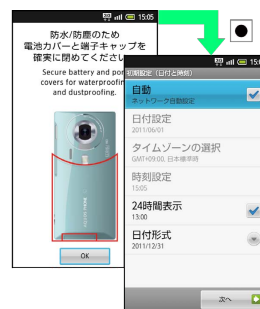 3G 15:05
防水/防塵のため
電池カバーと端子キャップを
確実に閉めてくださ
Secure battery and por
covers for waterproofin
and dustproofing.
OK
3G 15:0
初期設定（日付と時刻）
自動
ネットワーク自動設定
日付設定
2011/06/01
タイムゾーンの選択
GMT+09:00, 日本標準時
時刻設定
15:05
24時間表示
13:00
日付形式
2011/12/31
次へ